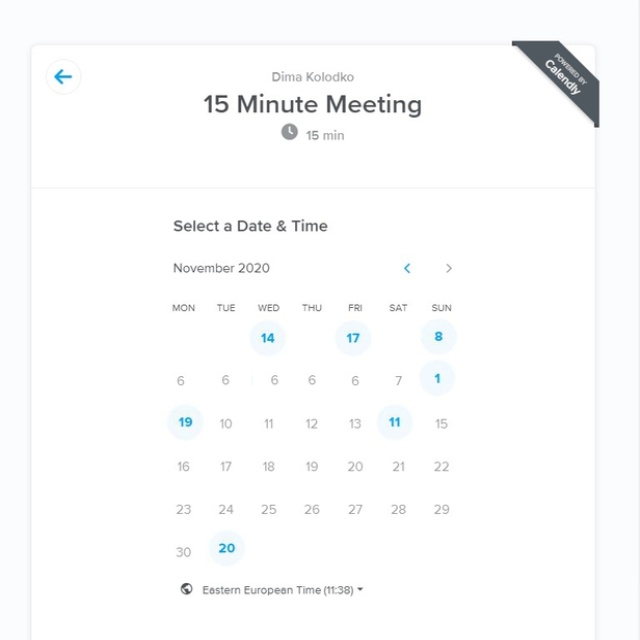 POWERED BY
Calendly
Dima Kolodko
15 Minute Meeting
15 min
Select a Date & Time
November 2020
MON TUE WED THU FRI SAT SUN
14 17 8
6 6 6 6 6 7 1
19 10 11 12 13 11 15
16 17 18 19 20 21 22
23 24 25 26 27 28 29
30 20
Eastern European Time (11:38)